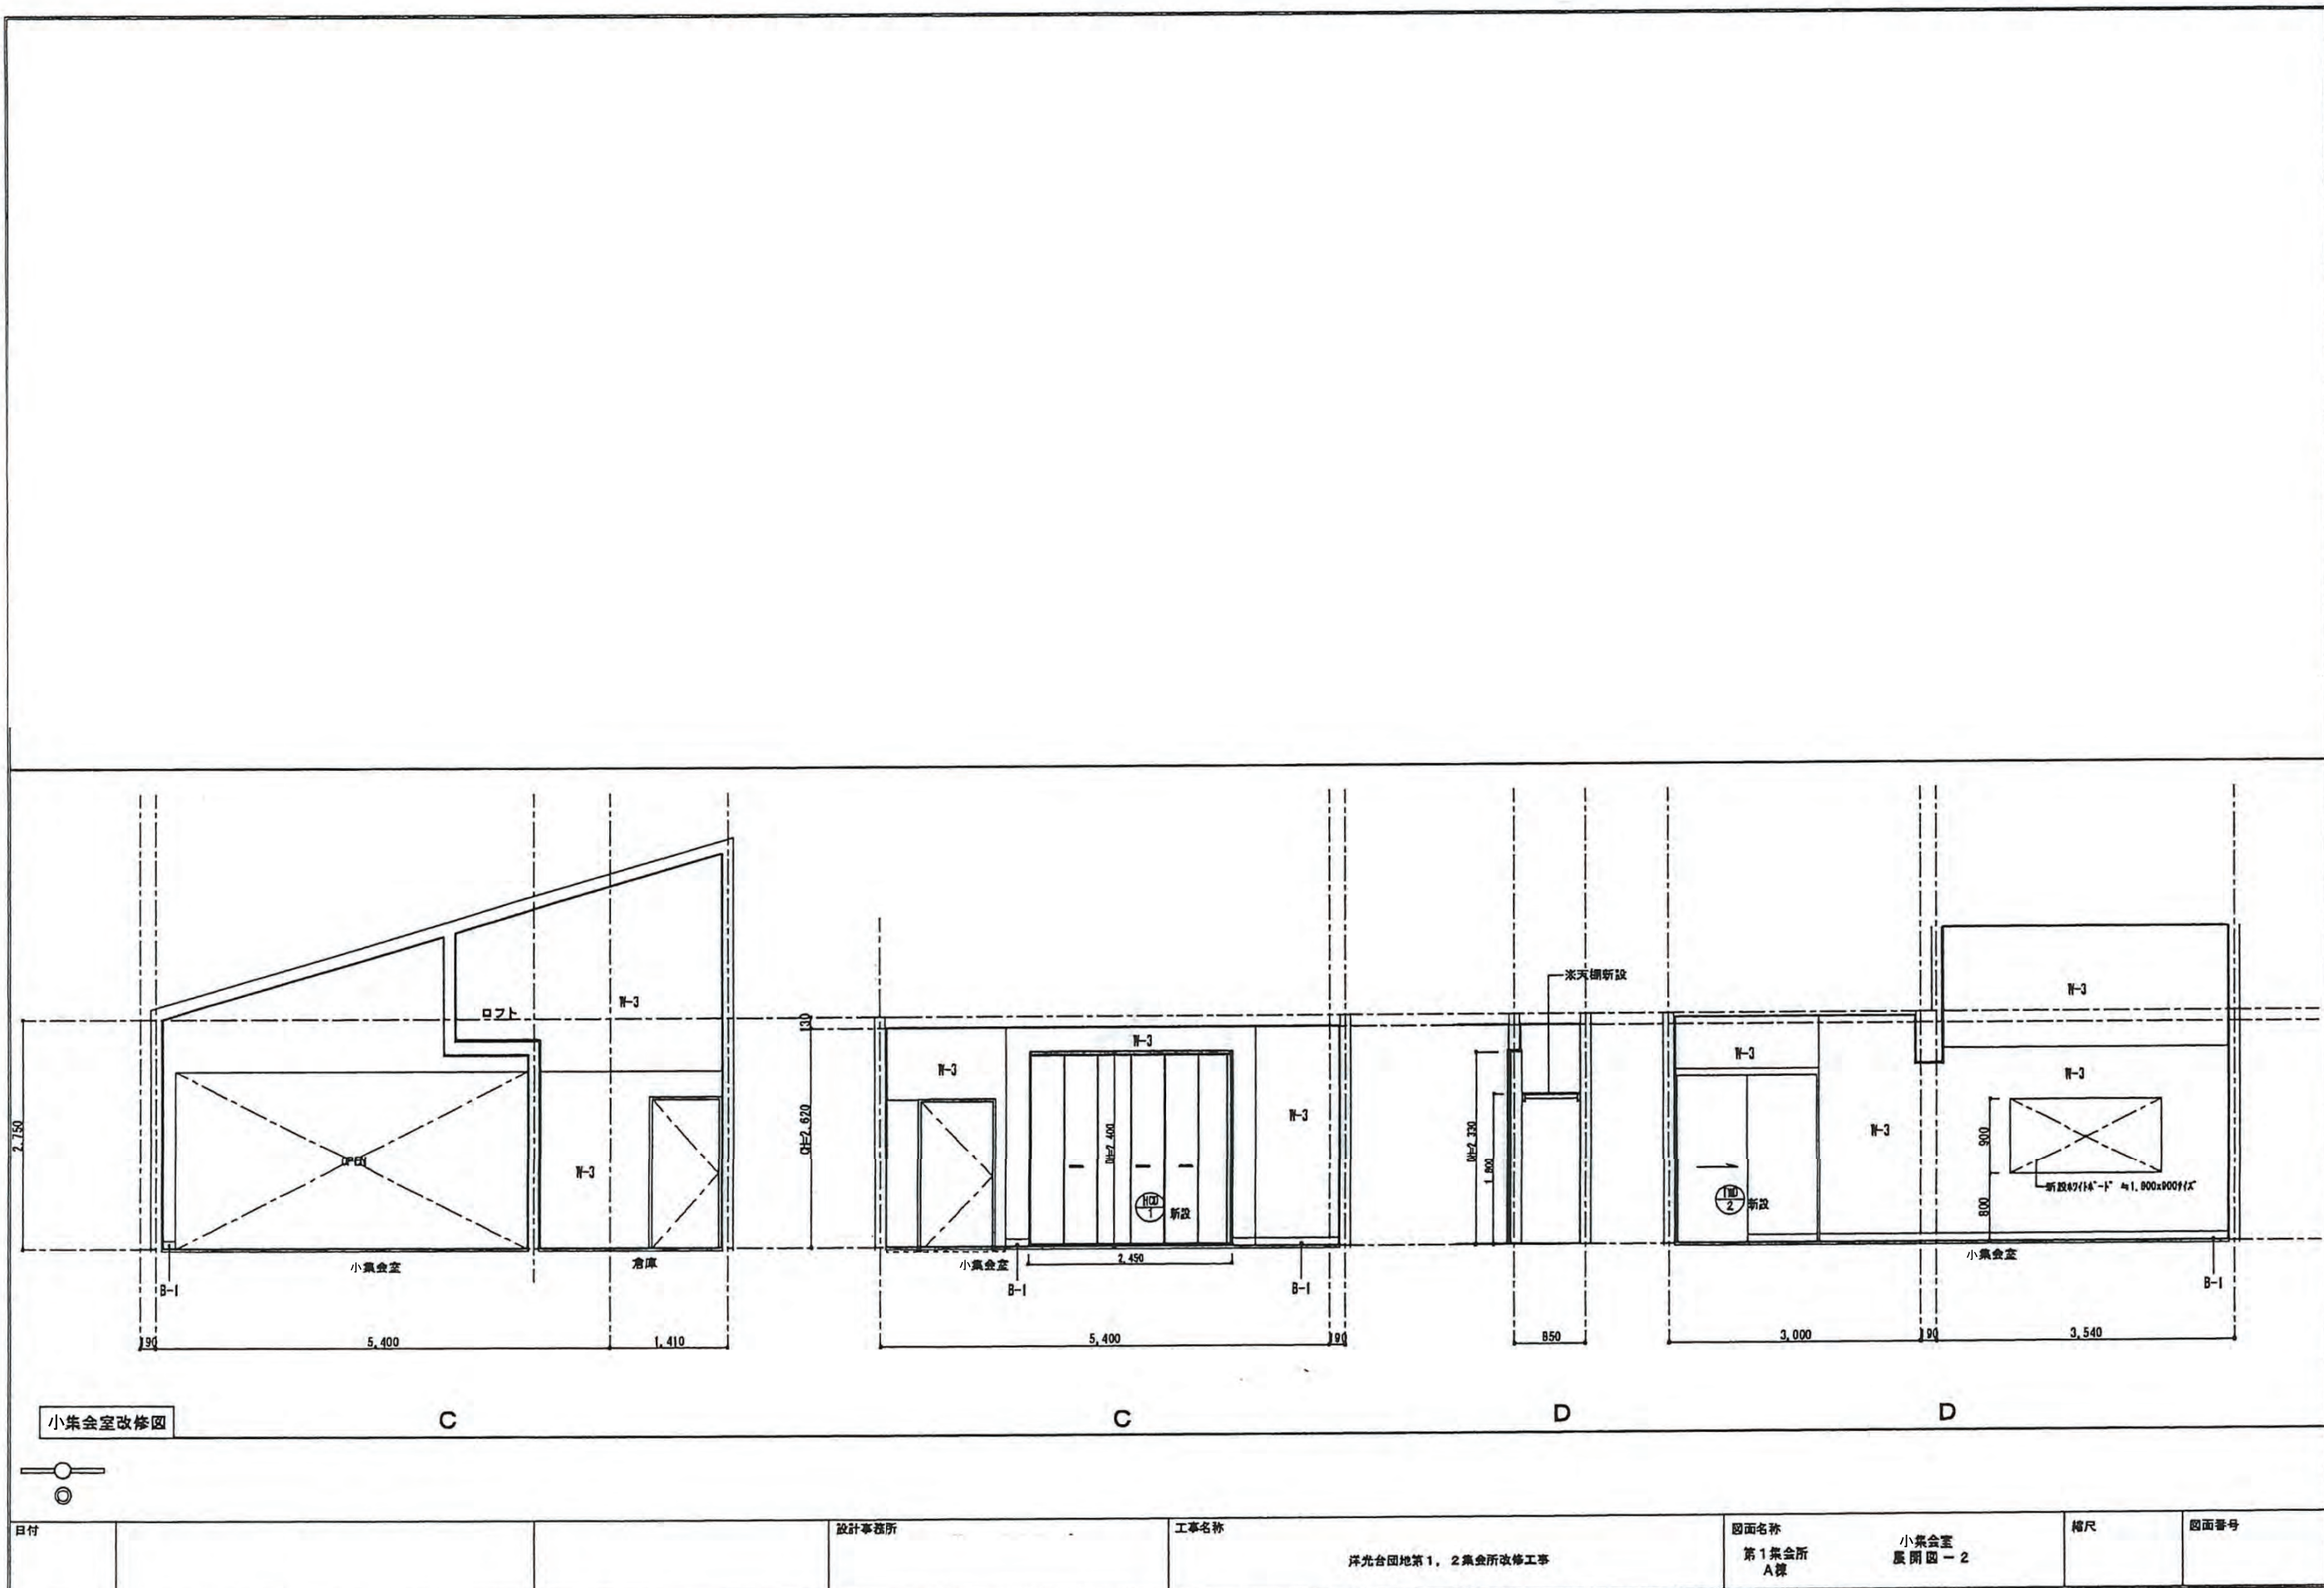 ※天棚新設
ロフト
W-3
130
W-3
W-3
W-3
W-3
W-3
W-3
W-3
W-3
2,750
CH=2,620
DH=2,400
DH=2,330
1,800
900
800
OPEN
W-3
HCD
1
新設
TWD
2
新設
新設ﾎﾜｲﾄﾎﾞｰﾄﾞ ≒1,800x900ｻｲｽﾞ
小集会室
倉庫
小集会室
2,450
小集会室
B-1
B-1
B-1
B-1
190
5,400
1,410
5,400
190
850
3,000
190
3,540
小集会室改修図
C
C
D
D
日付
設計事務所
工事名称
洋光台団地第1，2集会所改修工事
図面名称
第1集会所
A棟
小集会室
展開図－2
縮尺
図面番号